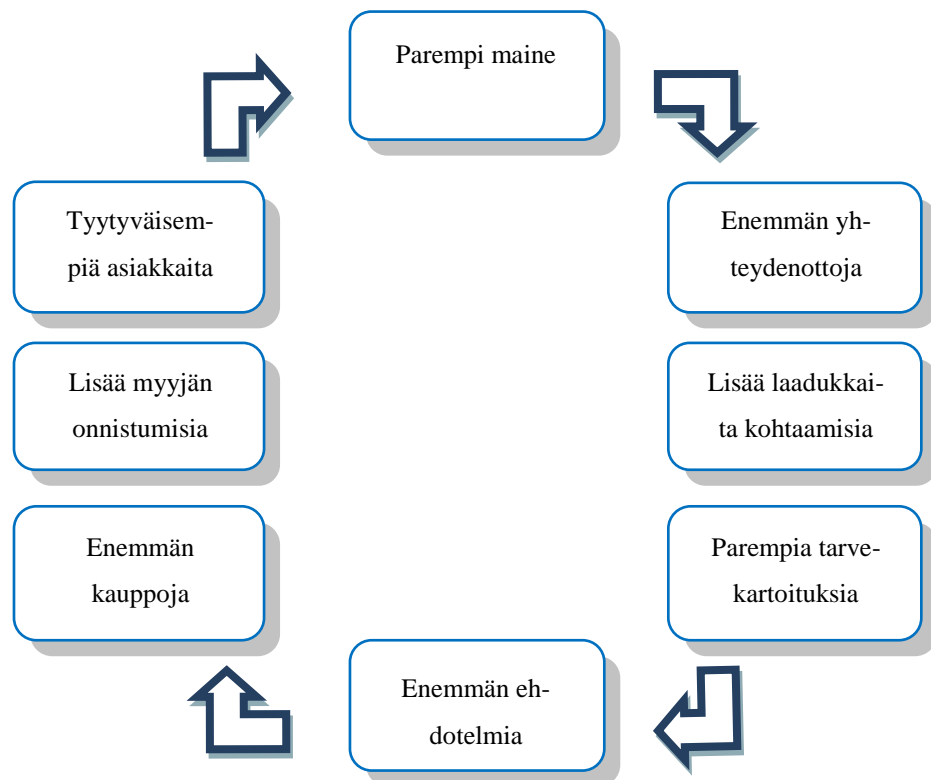 Parempi maine
Enemmän yh-
teydenottoja
Lisää laadukkai-
ta kohtaamisia
Parempia tarve-
kartoituksia
Enemmän eh-
dotelmia
Enemmän
kauppoja
Lisää myyjän
onnistumisia
Tyytyväisem-
piä asiakkaita